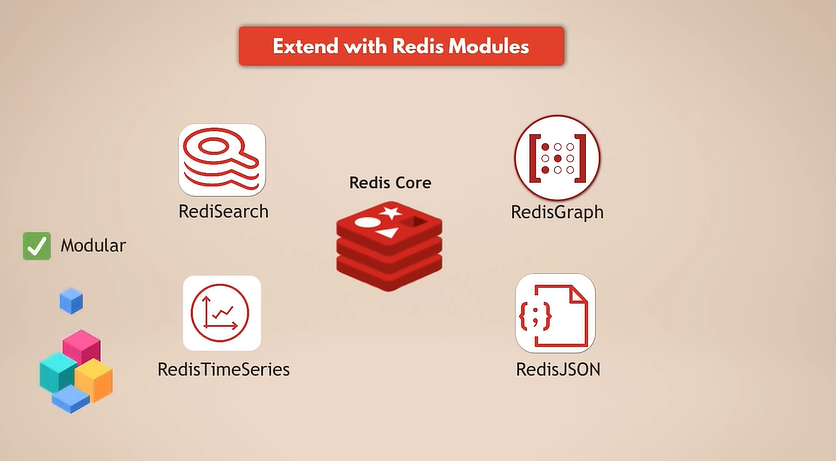 Extend with Redis Modules
Redis Core
RediSearch
RedisGraph
Modular
RedisTimeSeries
{;}
RedisJSON